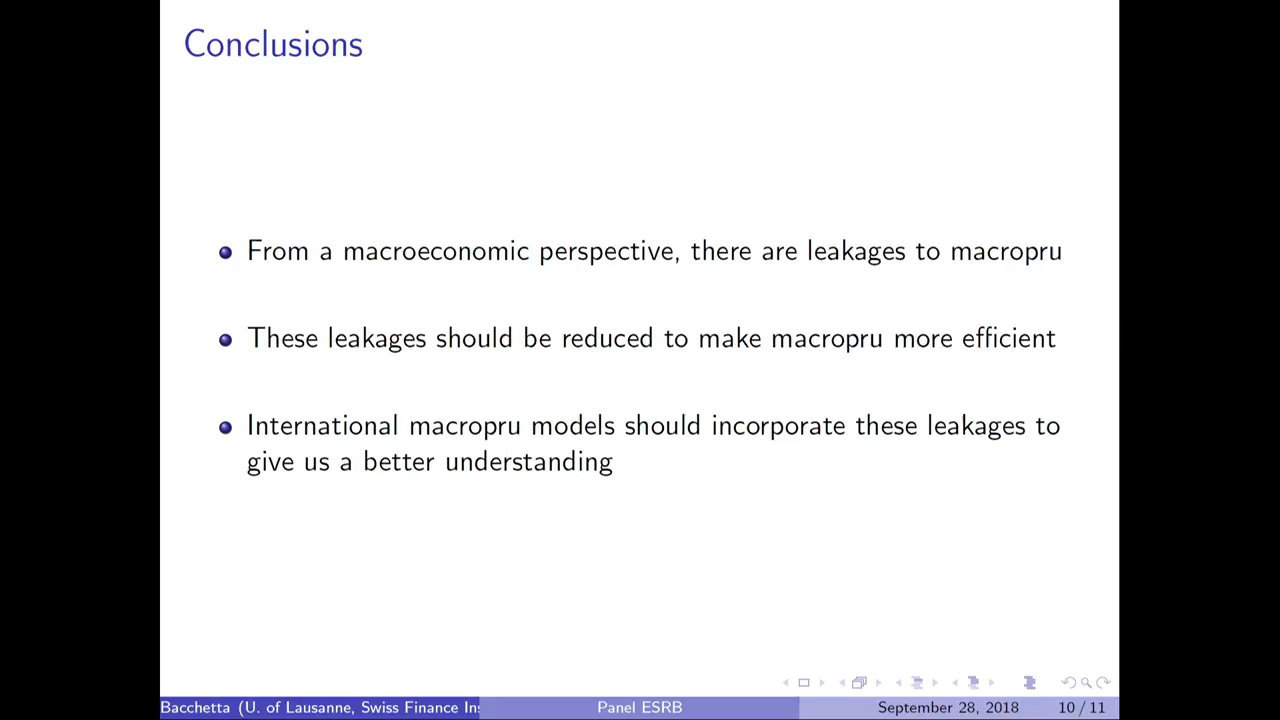 Conclusions
From a macroeconomic perspective, there are leakages to macropru
These leakages should be reduced to make macropru more efficient
International macropru models should incorporate these leakages to
give us a better understanding
Bacchetta (U. of Lausanne, Swiss Finance Ins Panel ESRB September 28, 2018 10 / 11